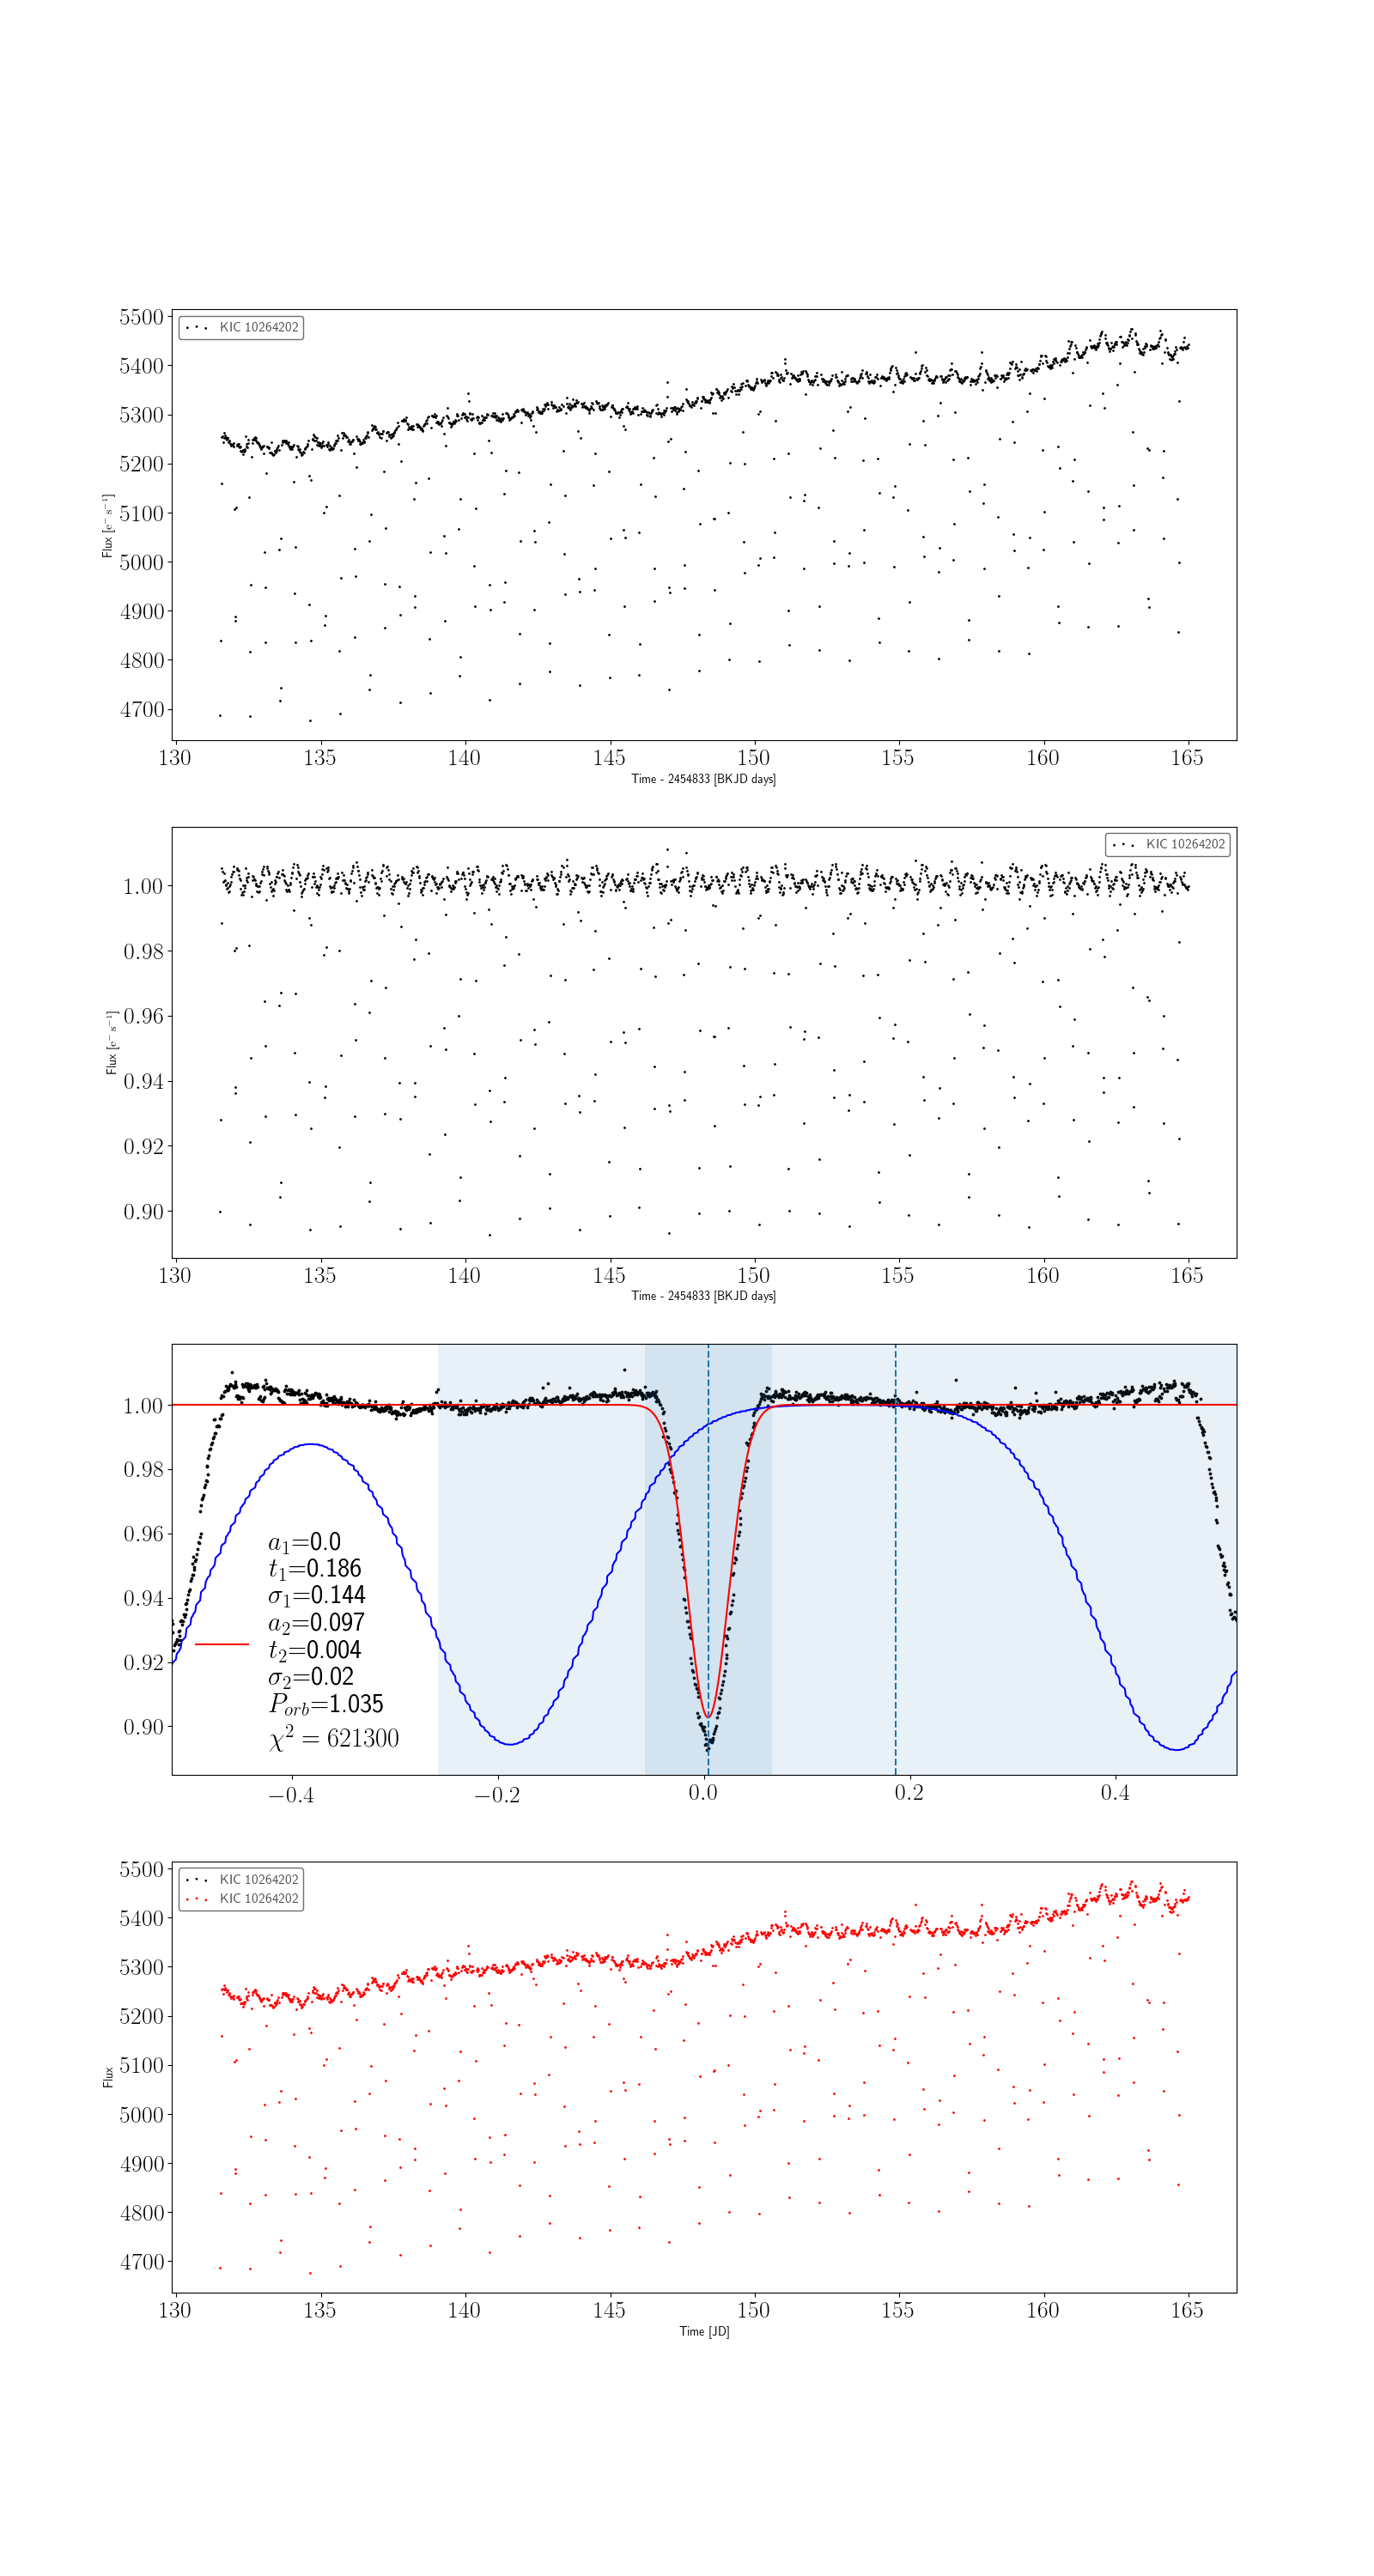 5500
5400
5300
5200
5100
5000
4900
4800
4700
Flux [e⁻ s⁻¹]
KIC 10264202
130 135 140 145 150 155 160 165
Time - 2454833 [BKJD days]
1.00
0.98
0.96
0.94
0.92
0.90
Flux [e⁻ s⁻¹]
KIC 10264202
130 135 140 145 150 155 160 165
Time - 2454833 [BKJD days]
1.00
0.98
0.96
0.94
0.92
0.90
a₁=0.0
t₁=0.186
σ₁=0.144
a₂=0.097
t₂=0.004
σ₂=0.02
Pₒᵣb=1.035
χ² = 621300
−0.4 −0.2 0.0 0.2 0.4
5500
5400
5300
5200
5100
5000
4900
4800
4700
Flux
KIC 10264202
KIC 10264202
130 135 140 145 150 155 160 165
Time [JD]